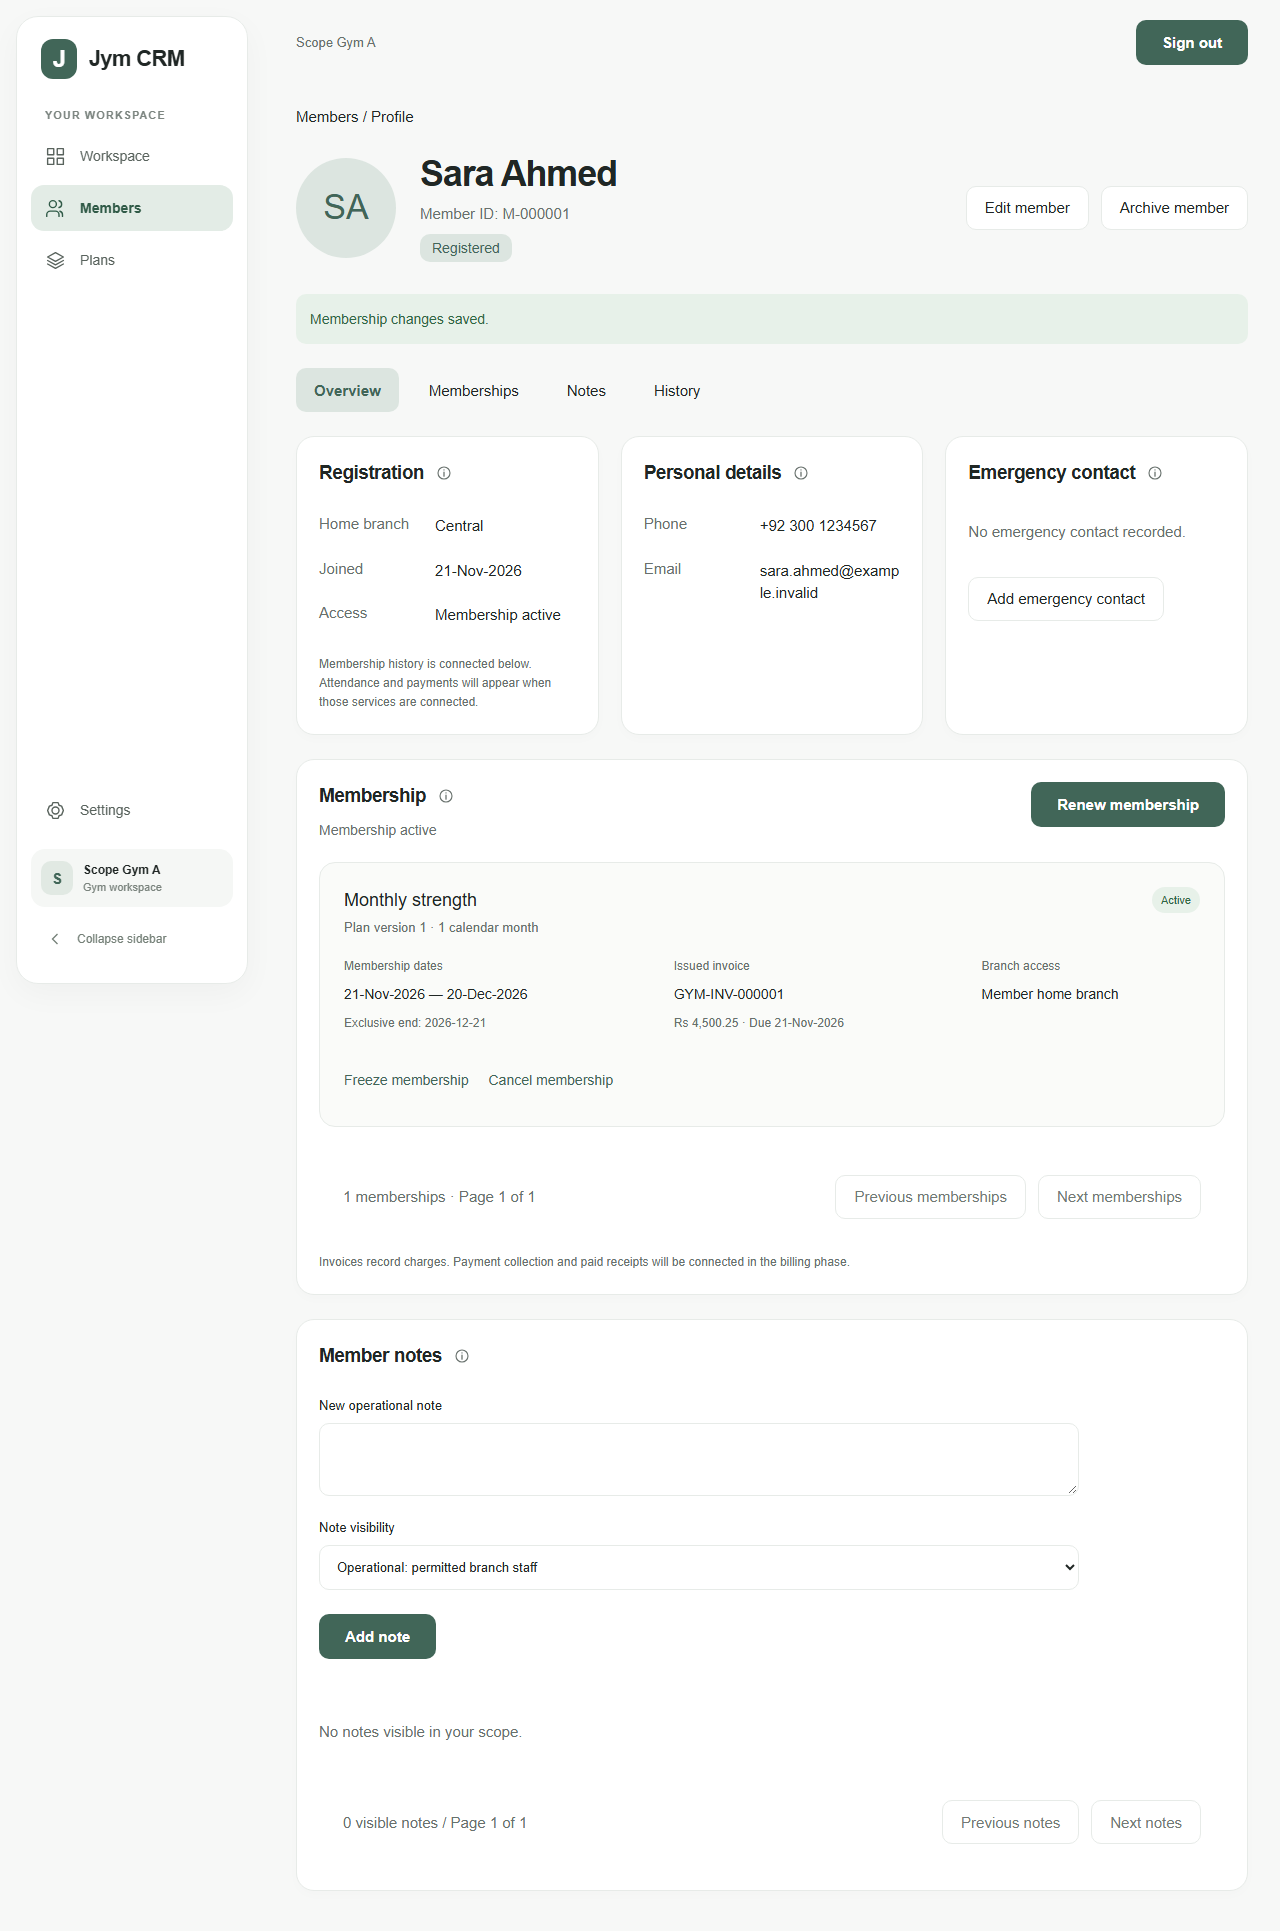 J Jym CRM
YOUR WORKSPACE
Workspace
Members
Plans
Settings
S
Scope Gym A
Gym workspace
Collapse sidebar
Scope Gym A
Sign out
Members / Profile
SA
Sara Ahmed
Member ID: M-000001
Registered
Edit member
Archive member
Membership changes saved.
Overview
Memberships
Notes
History
Registration
Home branch Central
Joined 21-Nov-2026
Access Membership active
Membership history is connected below.
Attendance and payments will appear when
those services are connected.
Personal details
Phone +92 300 1234567
Email sara.ahmed@examp
le.invalid
Emergency contact
No emergency contact recorded.
Add emergency contact
Membership
Membership active
Renew membership
Monthly strength
Active
Plan version 1 · 1 calendar month
Membership dates
21-Nov-2026 — 20-Dec-2026
Exclusive end: 2026-12-21
Issued invoice
GYM-INV-000001
Rs 4,500.25 · Due 21-Nov-2026
Branch access
Member home branch
Freeze membership
Cancel membership
1 memberships · Page 1 of 1
Previous memberships
Next memberships
Invoices record charges. Payment collection and paid receipts will be connected in the billing phase.
Member notes
New operational note
Note visibility
Operational: permitted branch staff
Add note
No notes visible in your scope.
0 visible notes / Page 1 of 1
Previous notes
Next notes